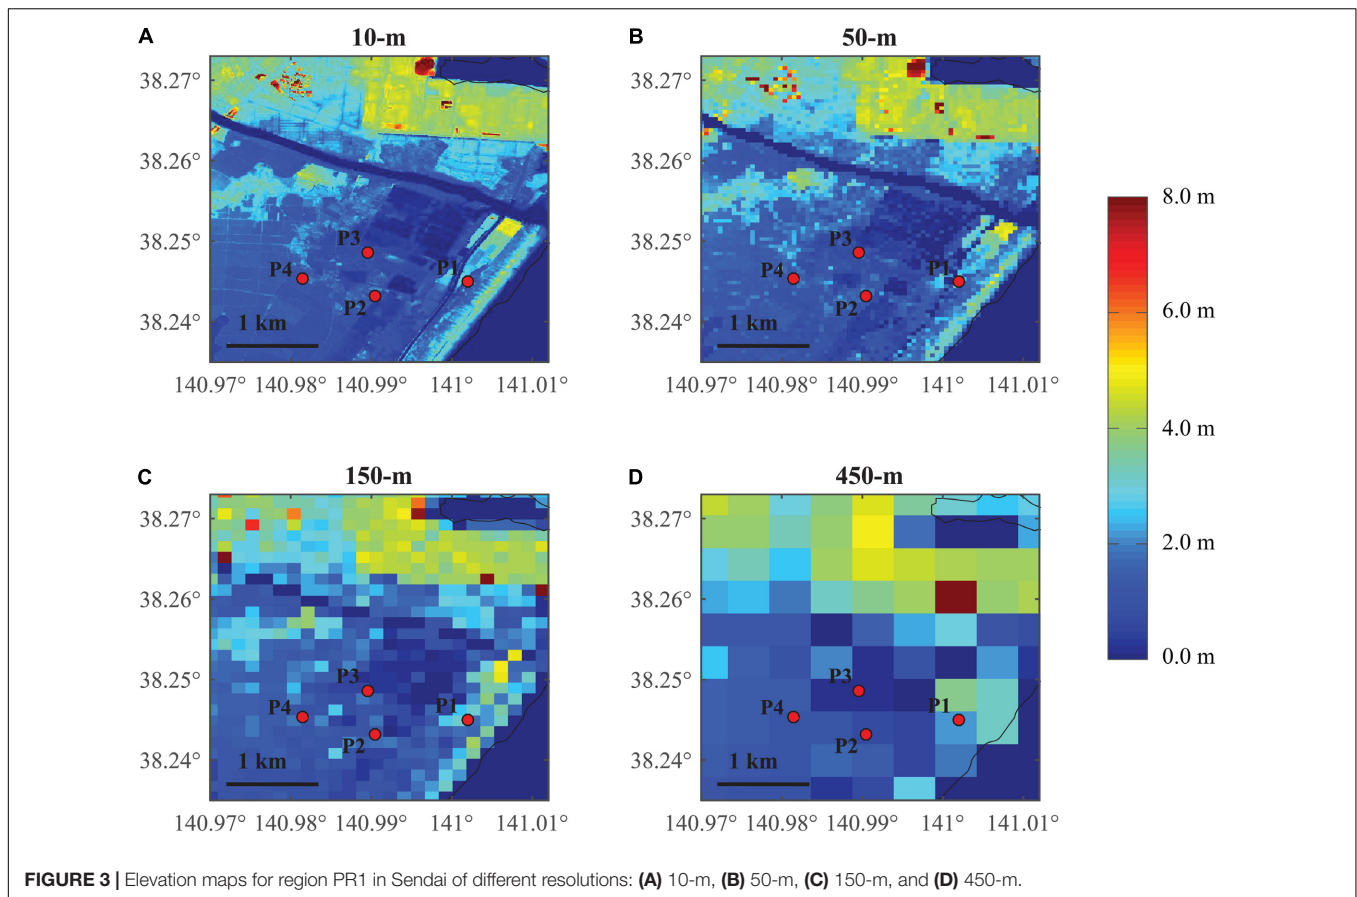 A
10-m
B
50-m
38.27°
38.26°
38.25°
38.24°
P3
P4
P1
P2
1 km
140.97° 140.98° 140.99° 141° 141.01°
38.27°
38.26°
38.25°
38.24°
P3
P4
P1
P2
1 km
140.97° 140.98° 140.99° 141° 141.01°
8.0 m
6.0 m
4.0 m
2.0 m
0.0 m
C
150-m
D
450-m
38.27°
38.26°
38.25°
38.24°
P3
P4
P1
P2
1 km
140.97° 140.98° 140.99° 141° 141.01°
38.27°
38.26°
38.25°
38.24°
P3
P4
P1
P2
1 km
140.97° 140.98° 140.99° 141° 141.01°
FIGURE 3 | Elevation maps for region PR1 in Sendai of different resolutions: (A) 10-m, (B) 50-m, (C) 150-m, and (D) 450-m.